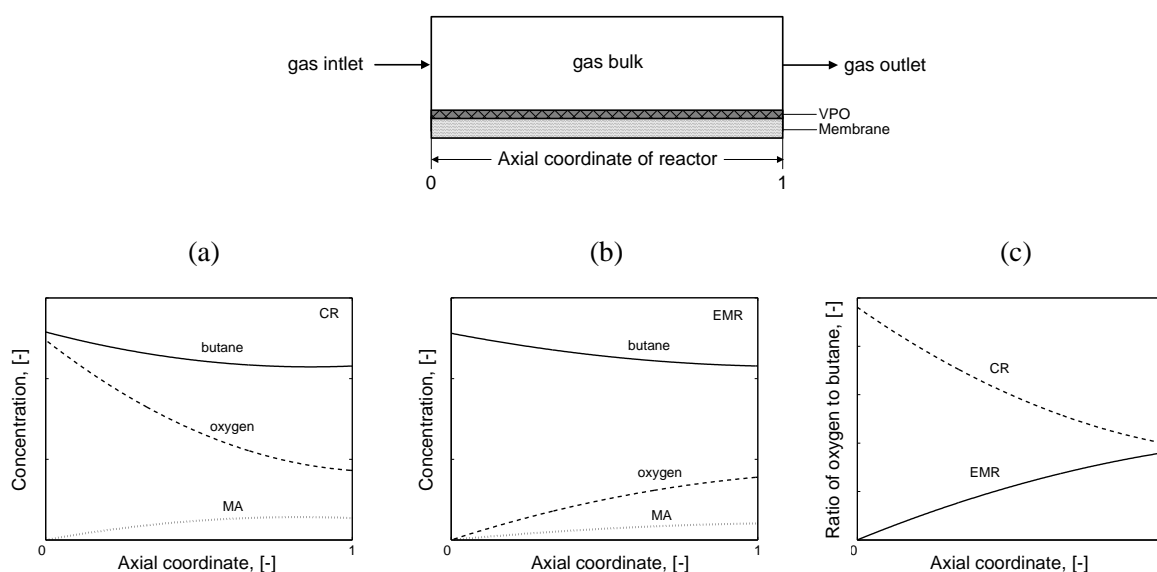 gas intlet
gas bulk
gas outlet
VPO
Membrane
Axial coordinate of reactor
0
1
(a)
(b)
(c)
CR
butane
oxygen
MA
Concentration, [-]
0
1
Axial coordinate, [-]
EMR
butane
oxygen
MA
Concentration, [-]
0
1
Axial coordinate, [-]
CR
EMR
Ratio of oxygen to butane, [-]
0
1
Axial coordinate, [-]